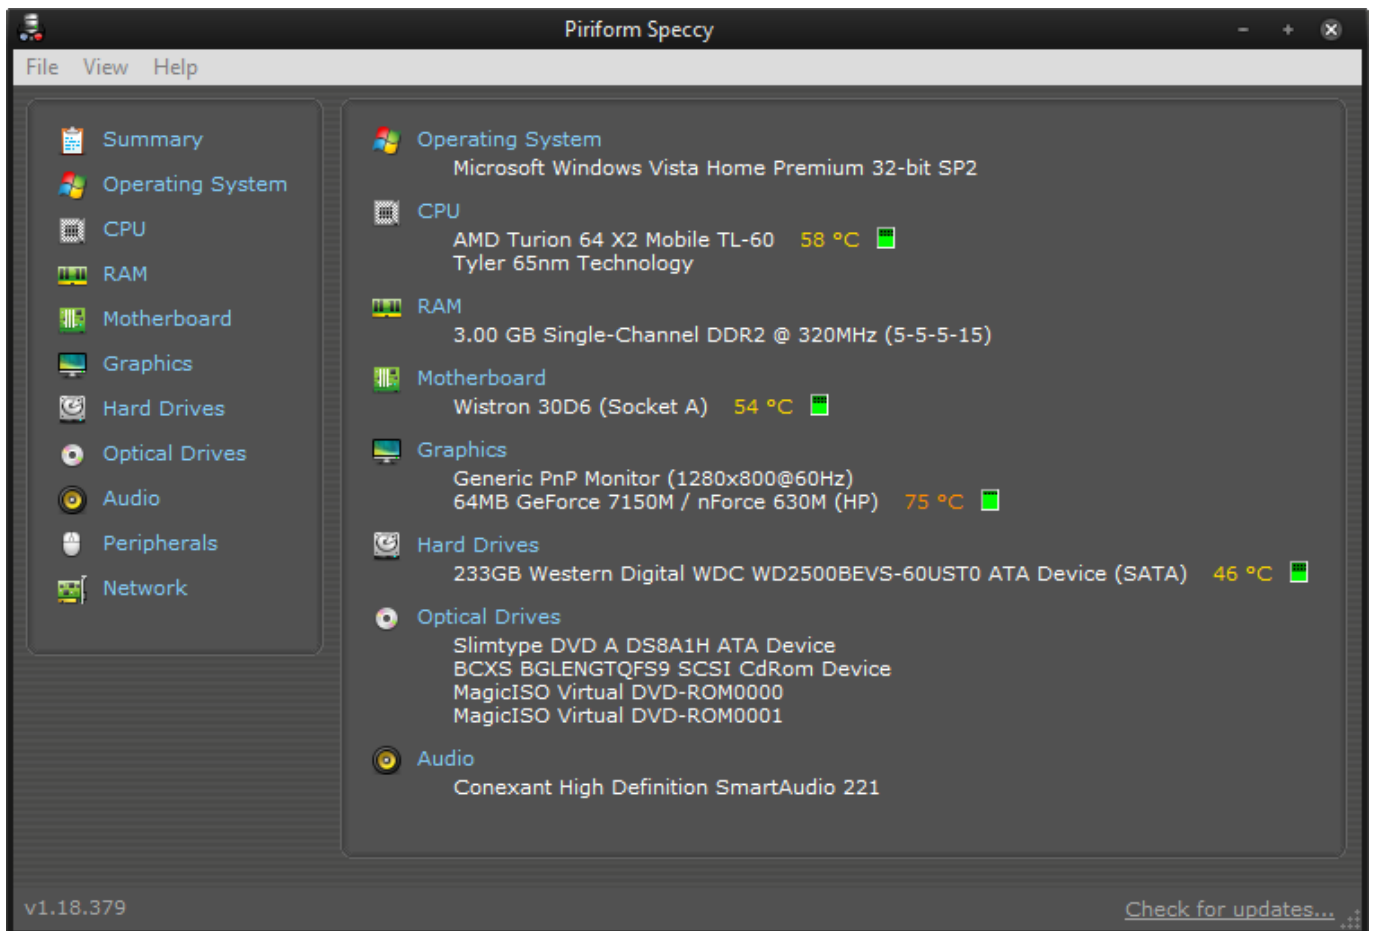 Piriform Speccy
File View Help
Summary
Operating System
CPU
RAM
Motherboard
Graphics
Hard Drives
Optical Drives
Audio
Peripherals
Network
Operating System
Microsoft Windows Vista Home Premium 32-bit SP2
CPU
AMD Turion 64 X2 Mobile TL-60 58 °C
Tyler 65nm Technology
RAM
3.00 GB Single-Channel DDR2 @ 320MHz (5-5-5-15)
Motherboard
Wistron 30D6 (Socket A) 54 °C
Graphics
Generic PnP Monitor (1280x800@60Hz)
64MB GeForce 7150M / nForce 630M (HP) 75 °C
Hard Drives
233GB Western Digital WDC WD2500BEVS-60UST0 ATA Device (SATA) 46 °C
Optical Drives
Slimtype DVD A DS8A1H ATA Device
BCXS BGLENGTQFS9 SCSI CdRom Device
MagicISO Virtual DVD-ROM0000
MagicISO Virtual DVD-ROM0001
Audio
Conexant High Definition SmartAudio 221
v1.18.379
Check for updates...